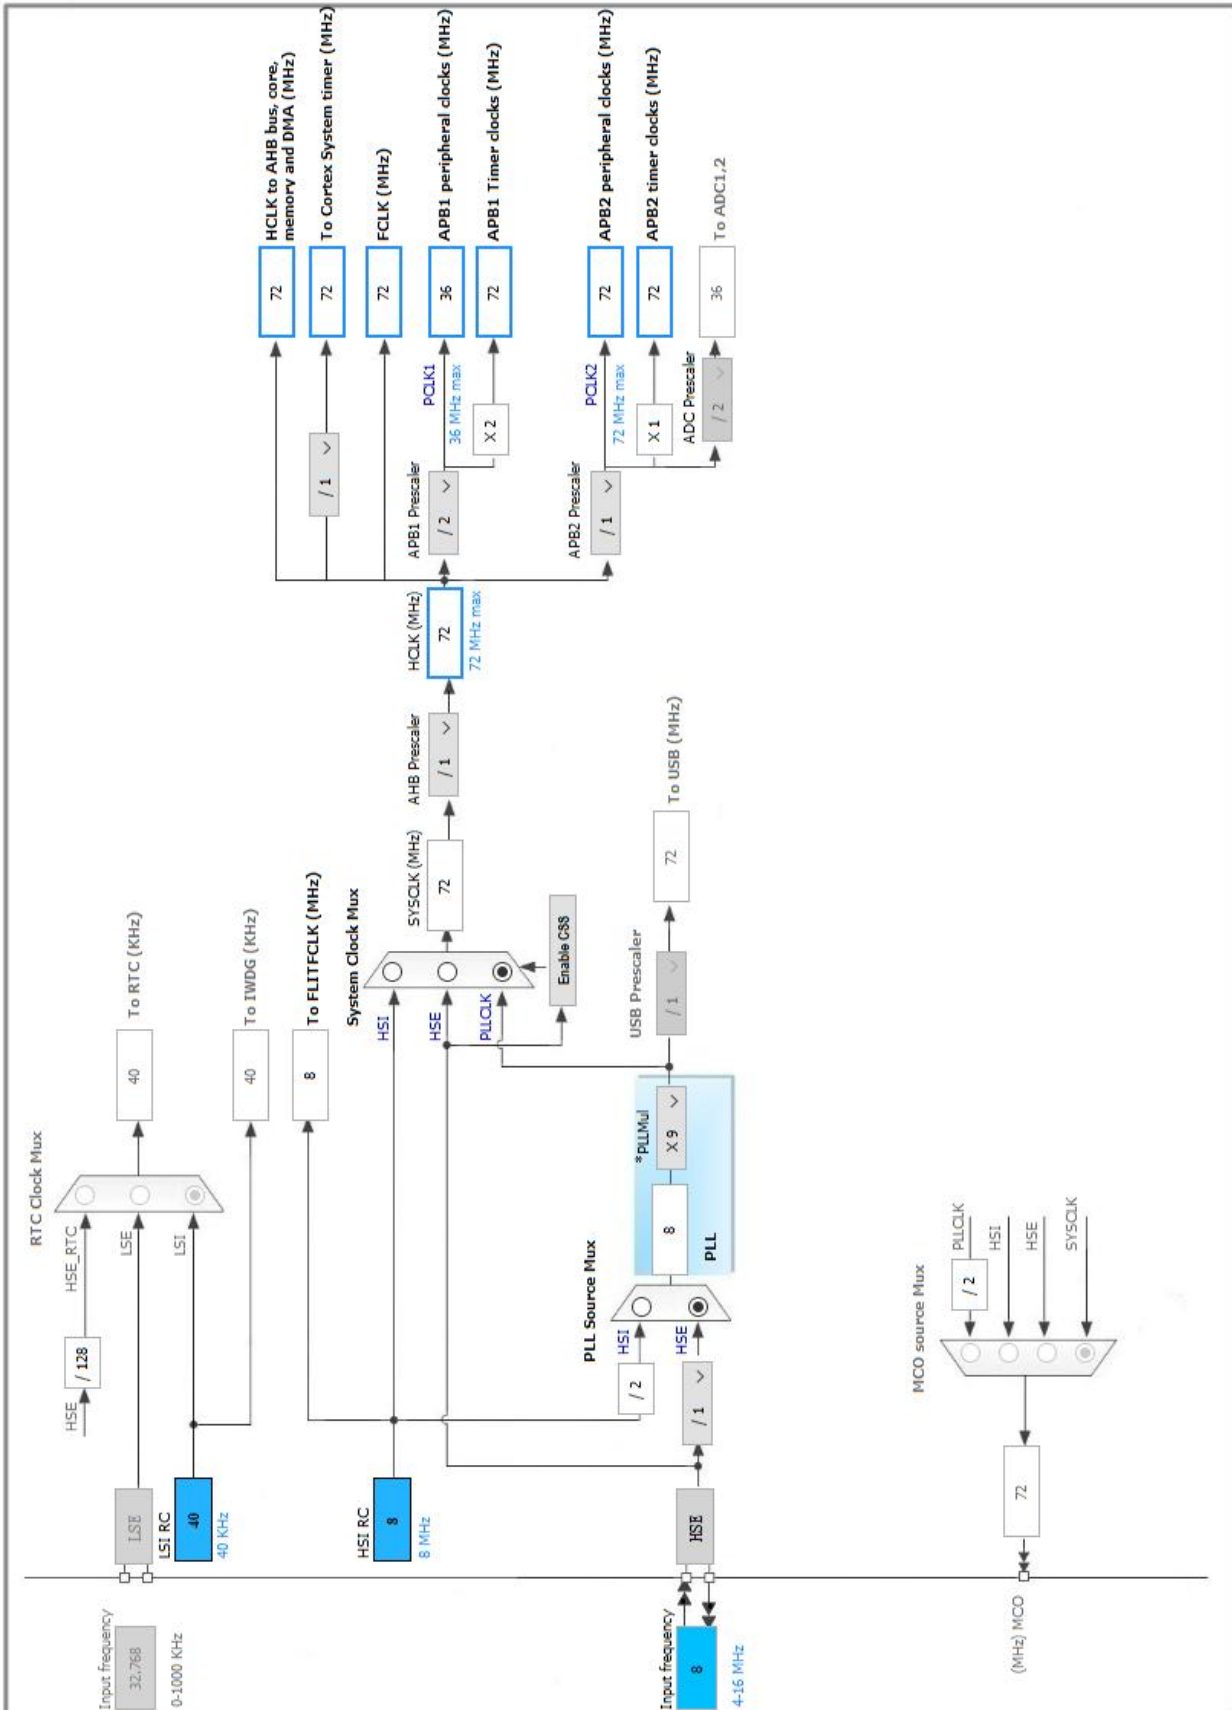 RTC Clock Mux
HSE
/ 128
HSE_RTC
Input frequency
32.768
0-1000 KHz
LSE
LSE
40
To RTC (KHz)
LSI RC
40
40 KHz
LSI
40
To IWDG (KHz)
8
To FLITFCLK (MHz)
HSI RC
8
8 MHz
System Clock Mux
HSI
HSE
PLLCLK
Enable CSS
SYSCLK (MHz)
72
AHB Prescaler
/ 1
HCLK (MHz)
72
72 MHz max
72
HCLK to AHB bus, core,
memory and DMA (MHz)
/ 1
72
To Cortex System timer (MHz)
72
FCLK (MHz)
APB1 Prescaler
/ 2
PCLK1
36 MHz max
36
APB1 peripheral clocks (MHz)
X 2
72
APB1 Timer clocks (MHz)
APB2 Prescaler
/ 1
PCLK2
72 MHz max
72
APB2 peripheral clocks (MHz)
X 1
72
APB2 timer clocks (MHz)
ADC Prescaler
/ 2
36
To ADC1,2
PLL Source Mux
/ 2
HSI
Input frequency
8
4-16 MHz
HSE
/ 1
HSE
8
*PLLMul
X 9
PLL
USB Prescaler
/ 1
72
To USB (MHz)
MCO source Mux
(MHz) MCO
72
/ 2
PLLCLK
HSI
HSE
SYSCLK